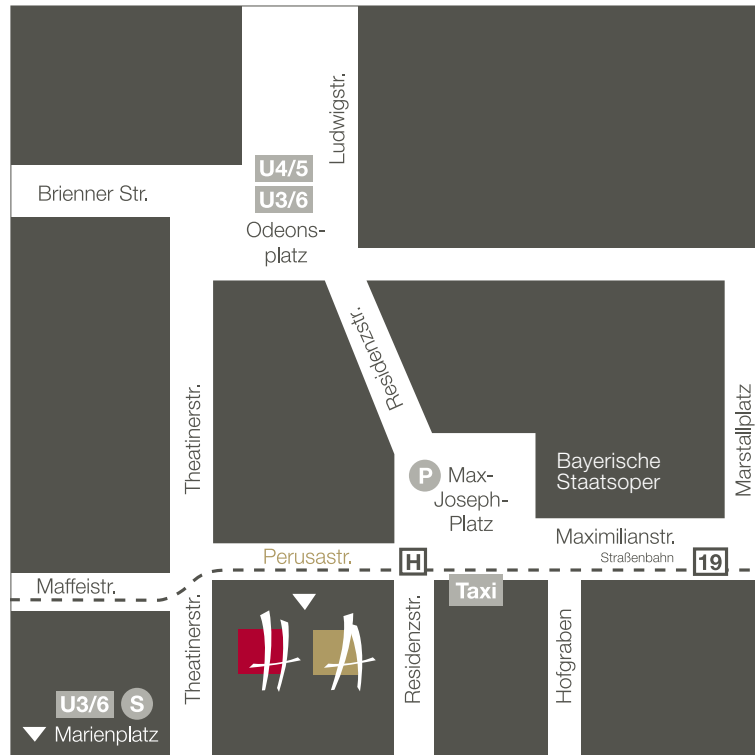 Ludwigstr.
U4/5
Brienner Str.
U3/6
Odeons-
platz
Residenzstr.
Theatinerstr.
Marstallplatz
Bayerische
Staatsoper
P
Max-
Joseph-
Platz
Maximilianstr.
Perusastr.
H
Straßenbahn
19
Maffeistr.
Taxi
Theatinerstr.
Residenzstr.
Hofgraben
H A
U3/6 S
Marienplatz